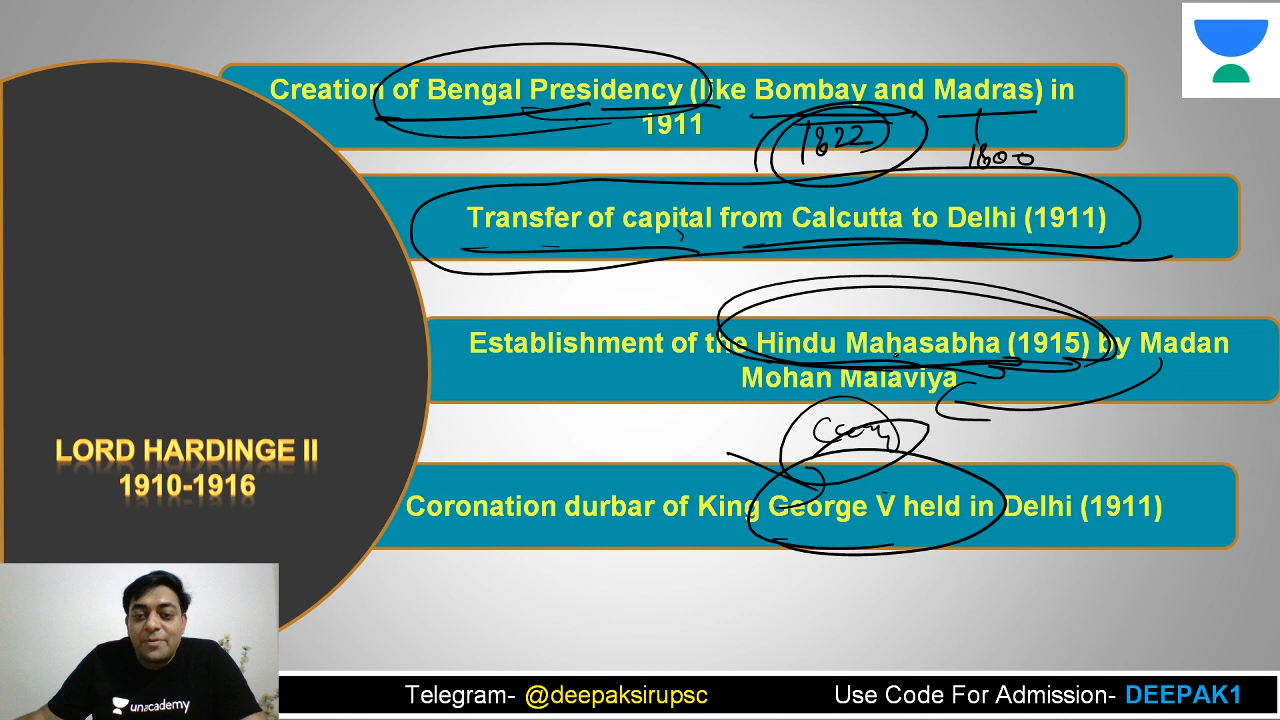 Creation of Bengal Presidency (like Bombay and Madras) in
1911
1822
1800
Transfer of capital from Calcutta to Delhi (1911)
Establishment of the Hindu Mahasabha (1915) by Madan
Mohan Malaviya
Coronation durbar of King George V held in Delhi (1911)
LORD HARDINGE II
1910-1916
unacademy
Telegram- @deepaksirupsc
Use Code For Admission- DEEPAK1